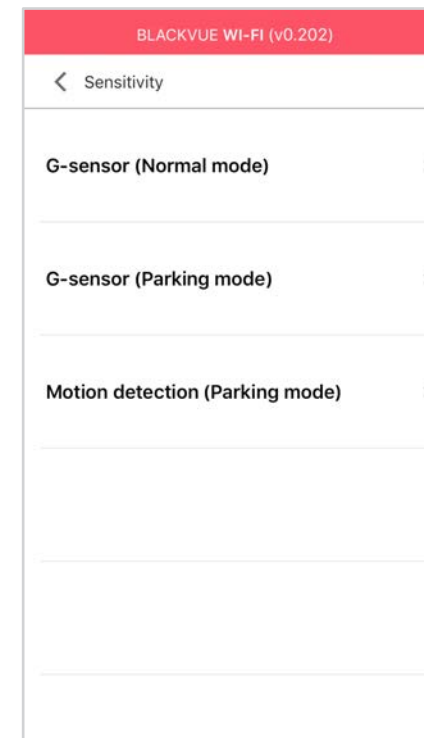 BLACKVUE WI-FI (v0.202)
Sensitivity
G-sensor (Normal mode)
G-sensor (Parking mode)
Motion detection (Parking mode)